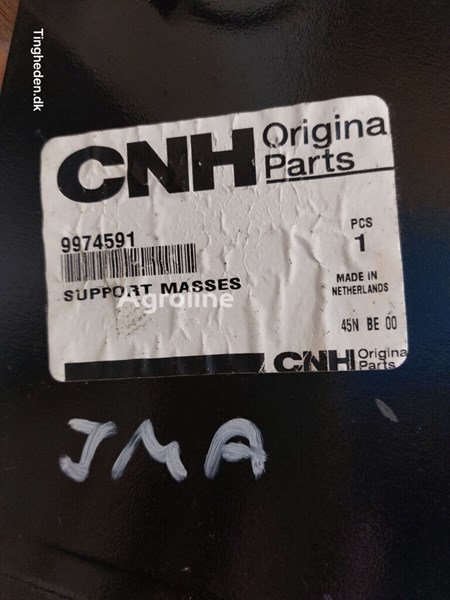 Tingheden.dk
CNH Origina
Parts
9974591
PCS
1
SUPPORT MASSES
Agroline
MADE IN
NETHERLANDS
45N BE 00
CNH Origina
Parts
JMA